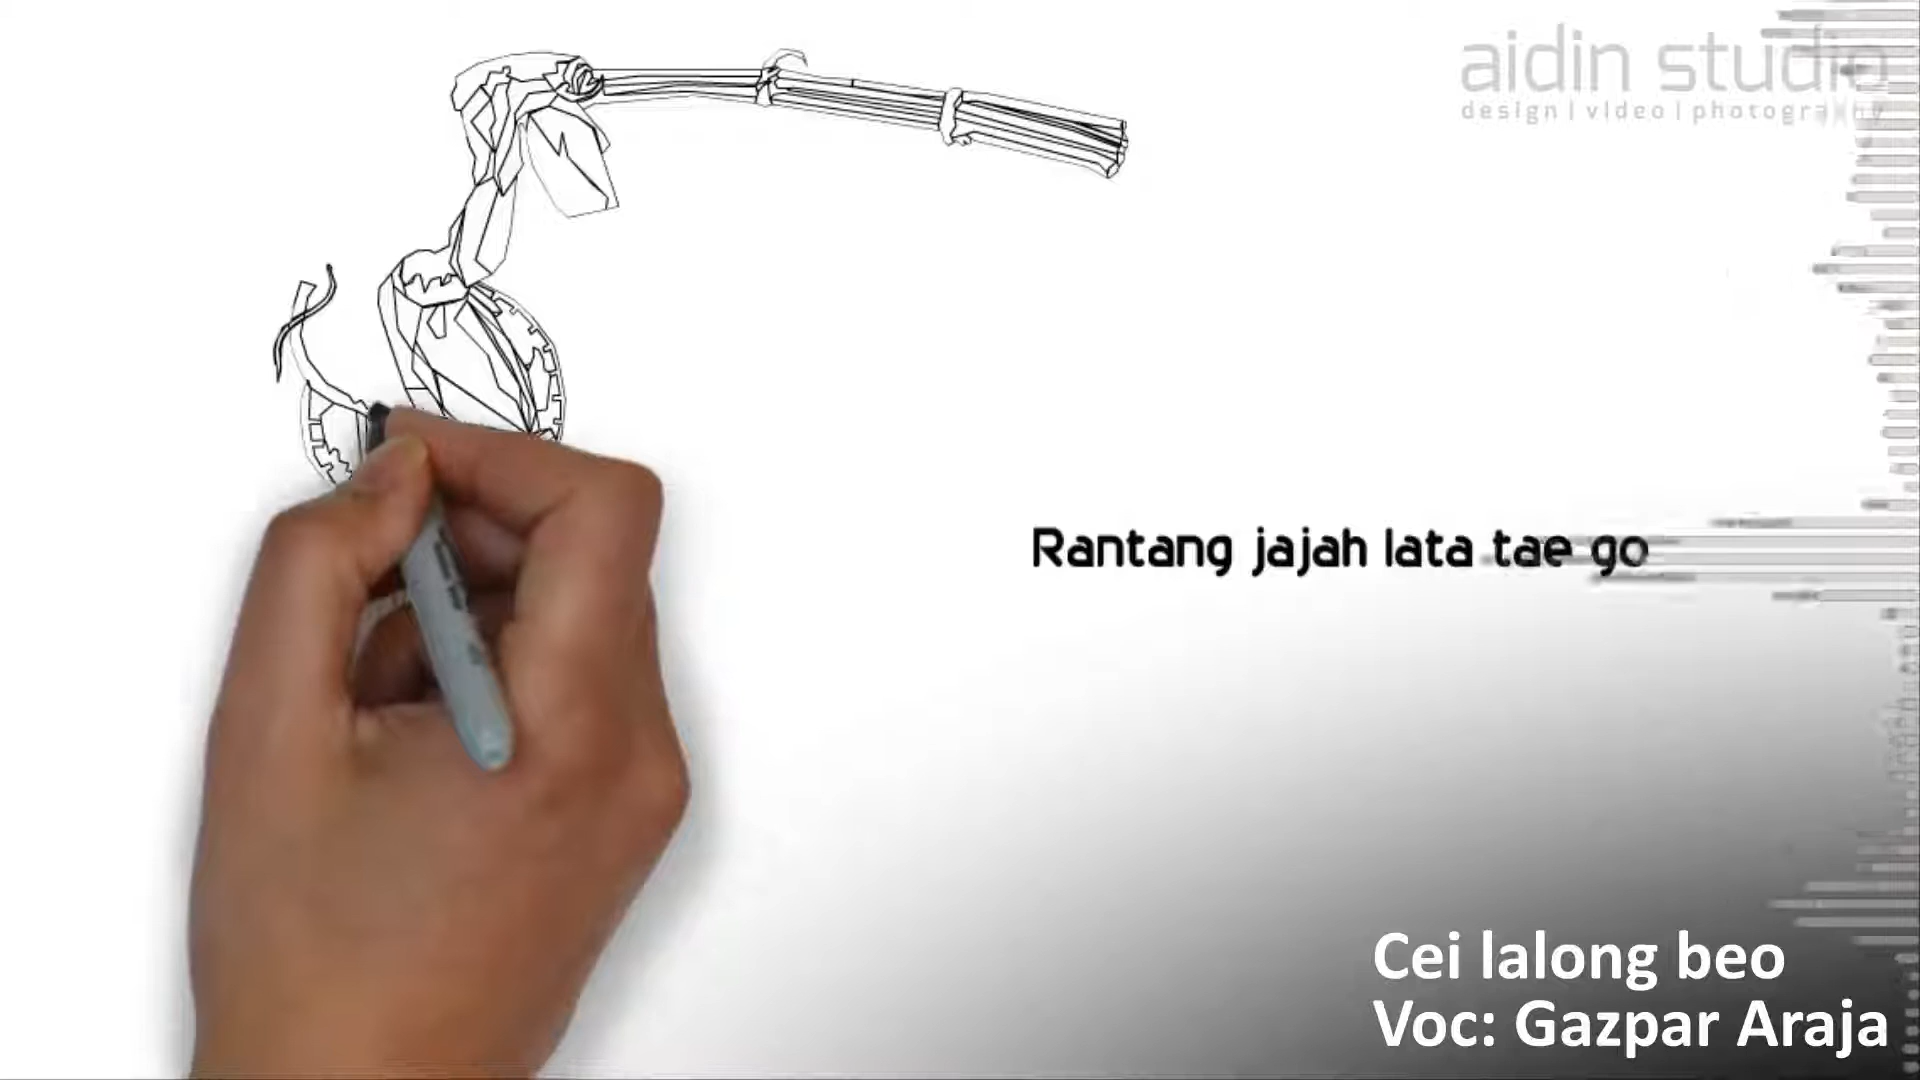 aidin studio
design | video | photography
Rantang jajah lata tae go
Cei lalong beo
Voc: Gazpar Araja